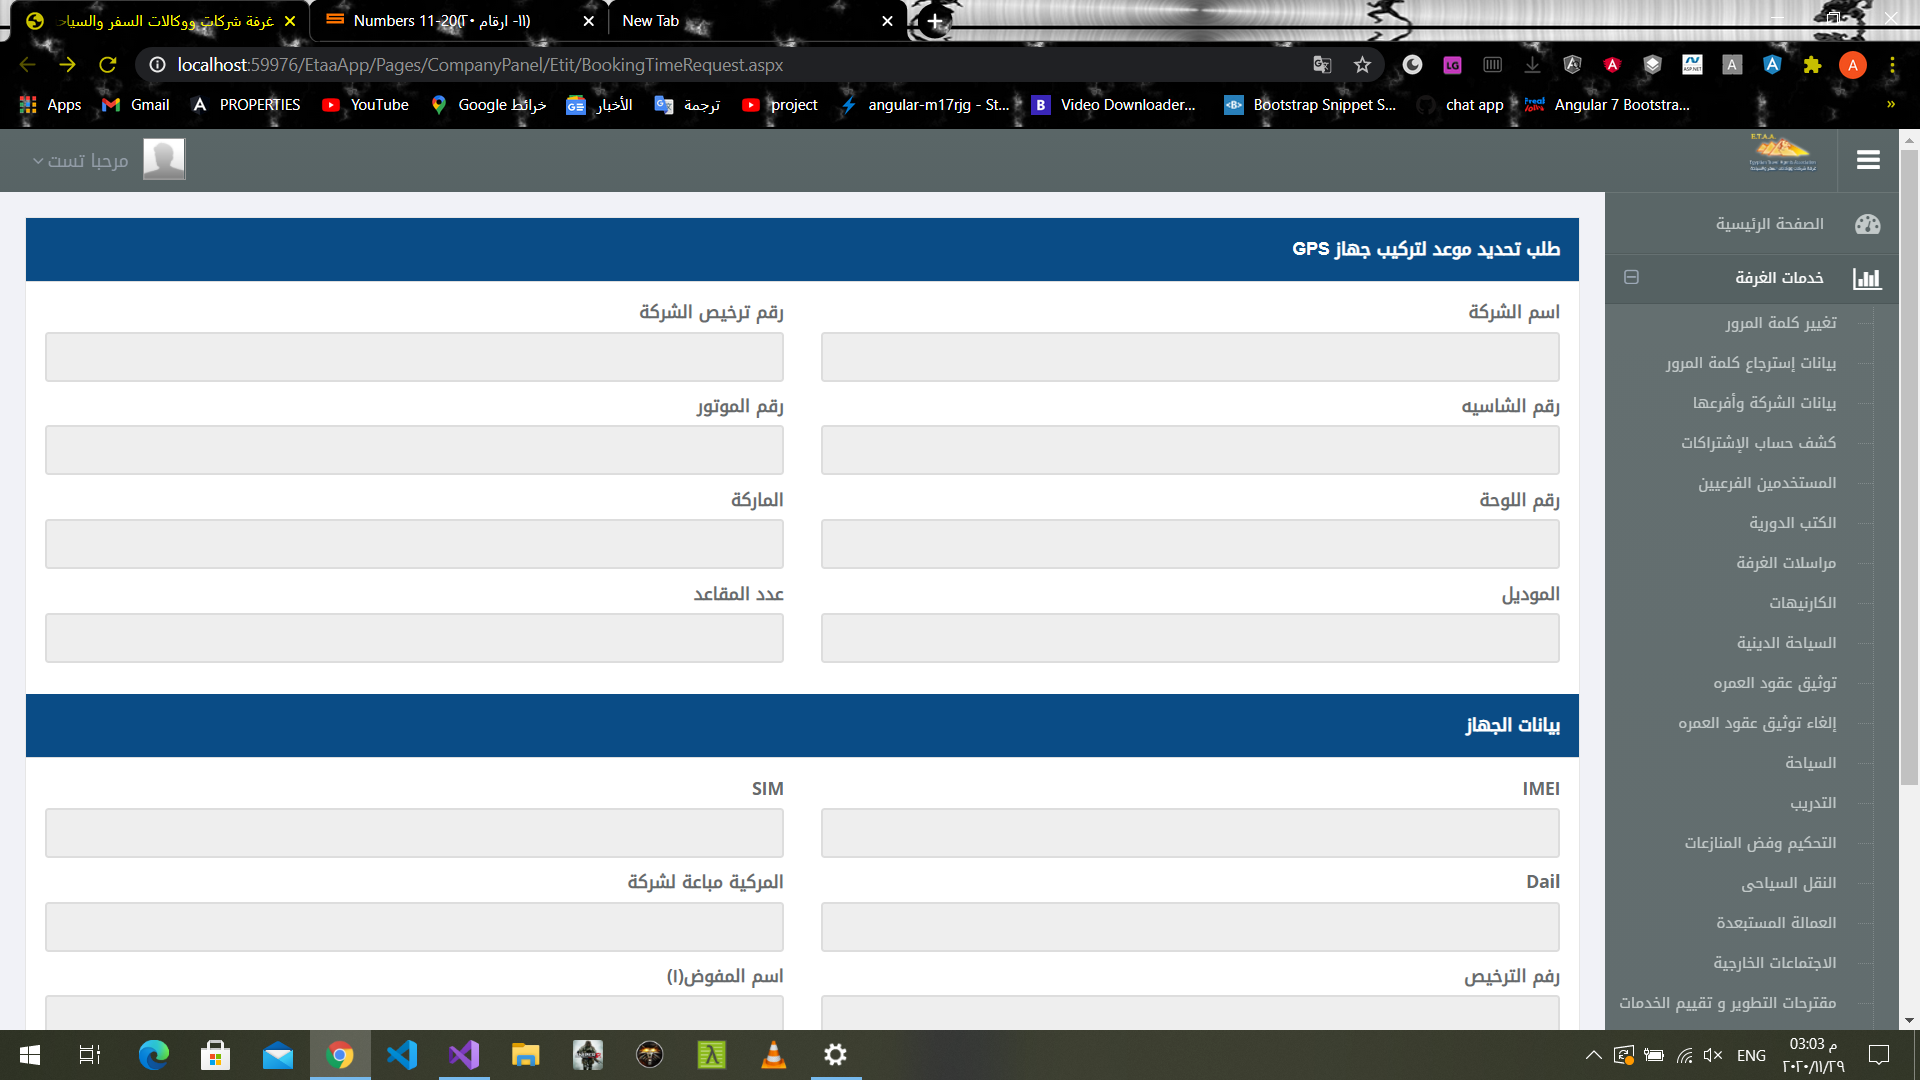 غرفة شركات ووكالات السفر والسياح
Numbers 11-20(١١- ارقام ٢٠)
New Tab
localhost:59976/EtaaApp/Pages/CompanyPanel/Etit/BookingTimeRequest.aspx
Apps
Gmail
PROPERTIES
YouTube
Google خرائط
الأخبار
ترجمة
project
angular-m17rjg - St...
Video Downloader...
Bootstrap Snippet S...
chat app
Angular 7 Bootstra...
مرحبا تست
E.T.A.A.
الصفحة الرئيسية
خدمات الغرفة
تغيير كلمة المرور
بيانات إسترجاع كلمة المرور
بيانات الشركة وأفرعها
كشف حساب الإشتراكات
المستخدمين الفرعيين
الكتب الدورية
مراسلات الغرفة
الكارنيهات
السياحة الدينية
توثيق عقود العمره
إلغاء توثيق عقود العمره
السياحة
التدريب
التحكيم وفض المنازعات
النقل السياحى
العمالة المستبعدة
الاجتماعات الخارجية
مقترحات التطوير و تقييم الخدمات
طلب تحديد موعد لتركيب جهاز GPS
اسم الشركة
رقم ترخيص الشركة
رقم الشاسيه
رقم الموتور
رقم اللوحة
الماركة
الموديل
عدد المقاعد
بيانات الجهاز
IMEI
SIM
Dail
المركية مباعة لشركة
رفم الترخيص
اسم المفوض(١)
ENG
03:03 م
٢٠٢٠/١١/٢٩